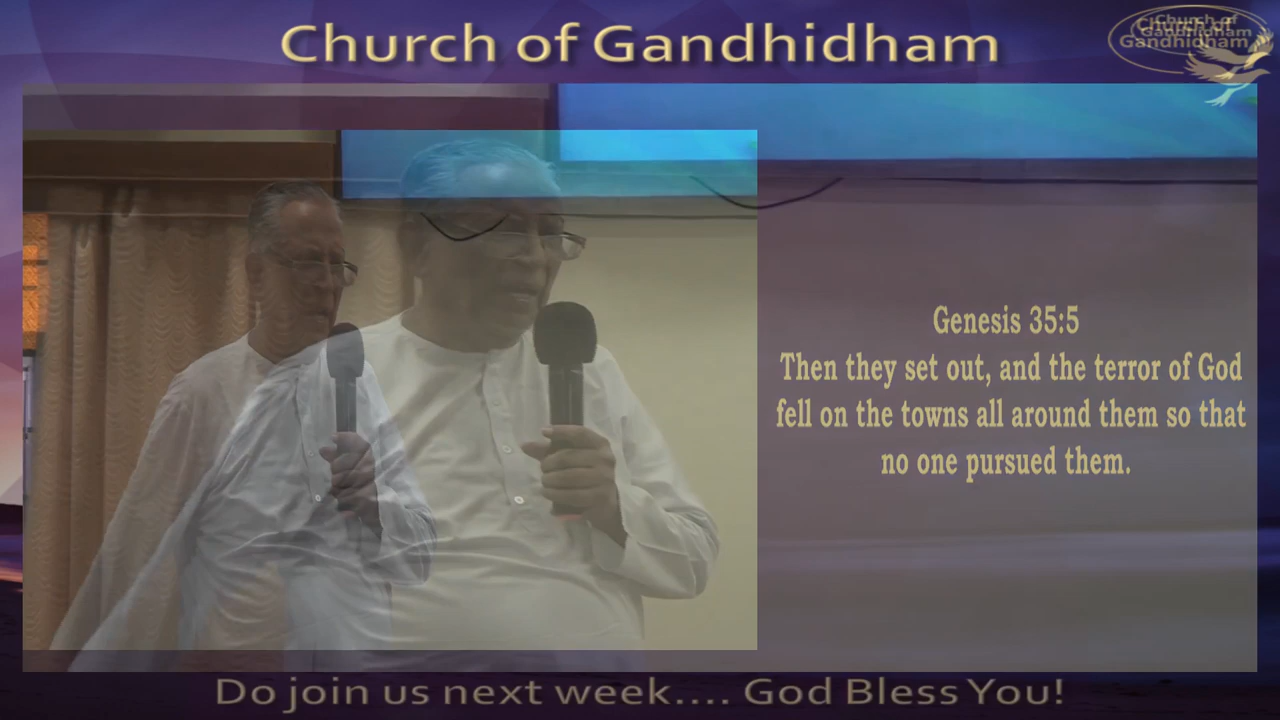 Church of Gandhidham
Church of
Gandhidham
Genesis 35:5
Then they set out, and the terror of God
fell on the towns all around them so that
no one pursued them.
Do join us next week.... God Bless You!